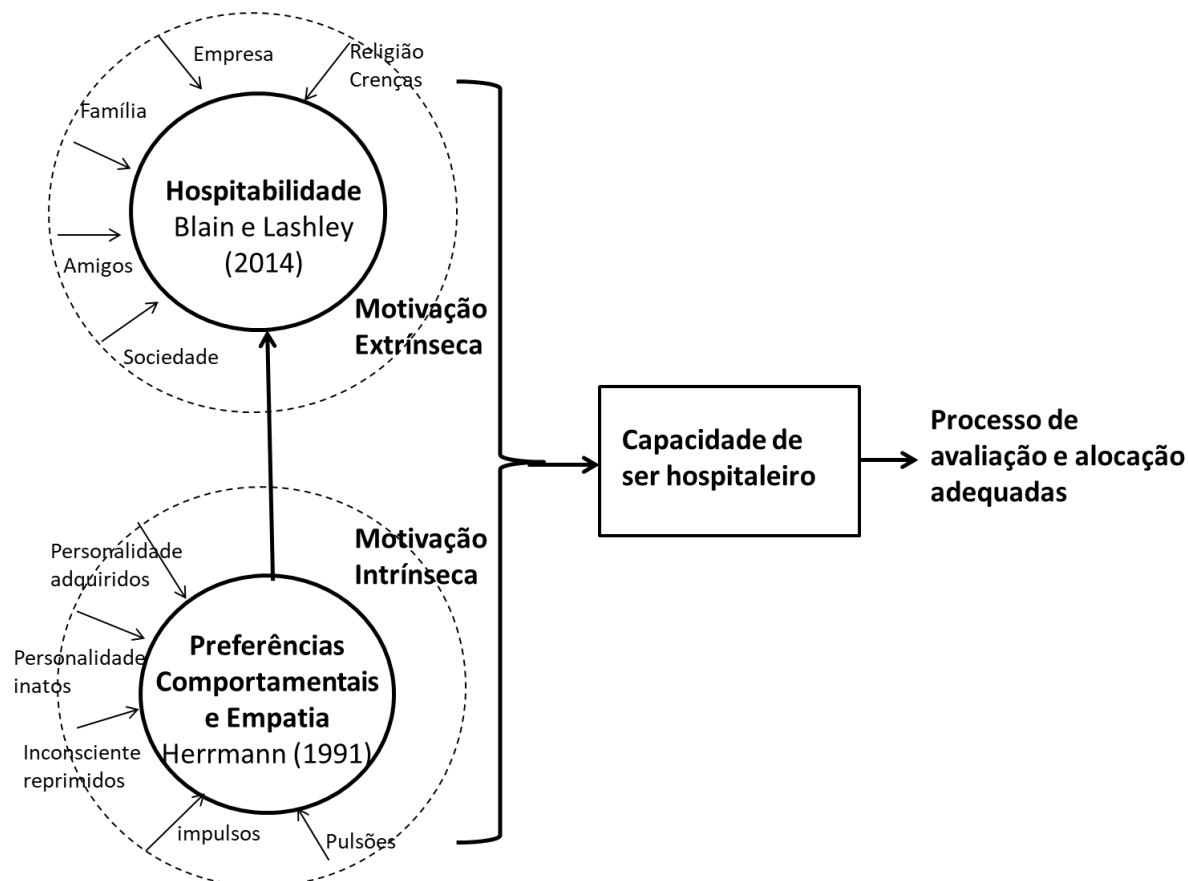 Empresa
Religião
Crenças
Família
Hospitabilidade
Blain e Lashley
(2014)
Amigos
Sociedade
Motivação
Extrínseca
Capacidade de
ser hospitaleiro
Processo de
avaliação e alocação
adequadas
Motivação
Intrínseca
Personalidade
adquiridos
Personalidade
inatos
Preferências
Comportamentais
e Empatia
Herrmann (1991)
Inconsciente
reprimidos
impulsos
Pulsões